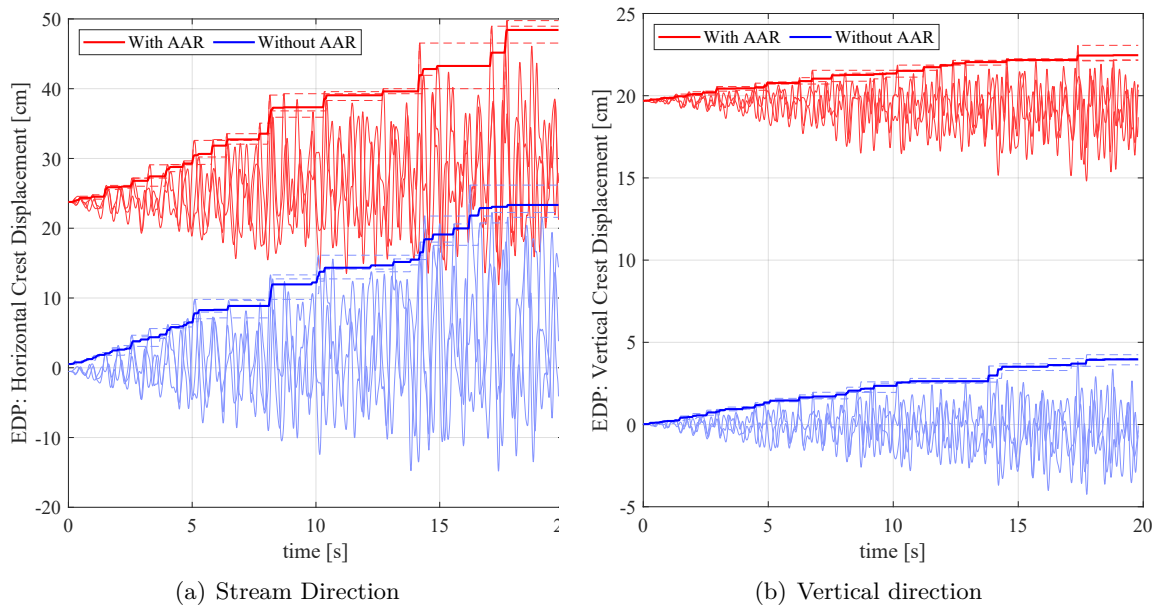 50
40
30
20
10
0
-10
-20
EDP: Horizontal Crest Displacement [cm]
With AAR
Without AAR
0
5
10
15
2
time [s]
(a) Stream Direction
25
20
15
10
5
0
-5
EDP: Vertical Crest Displacement [cm]
With AAR
Without AAR
0
5
10
15
20
time [s]
(b) Vertical direction